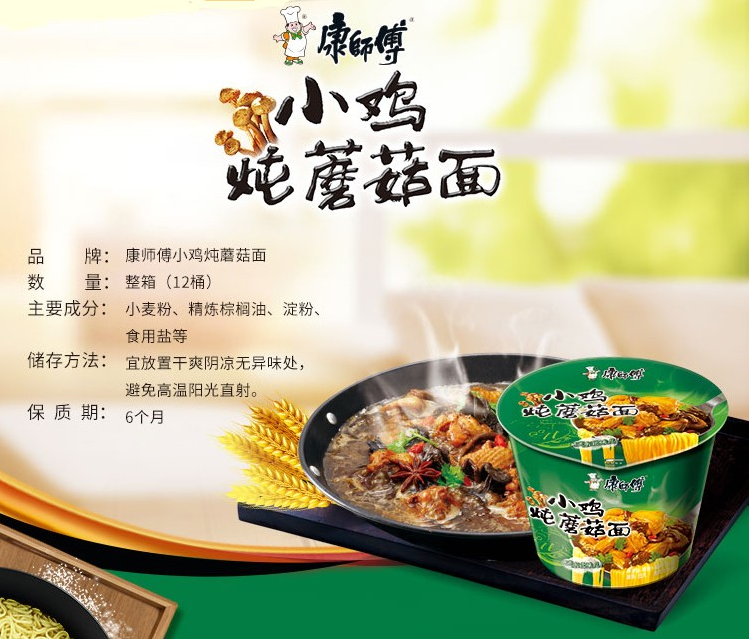 康師傅
小鸡
炖蘑菇面
品 牌： 康师傅小鸡炖蘑菇面
数 量： 整箱（12桶）
主要成分： 小麦粉、精炼棕榈油、淀粉、
食用盐等
储存方法： 宜放置干爽阴凉无异味处，
避免高温阳光直射。
保 质 期： 6个月
康師傅
小鸡
炖蘑菇面
康師傅
小鸡
炖蘑菇面